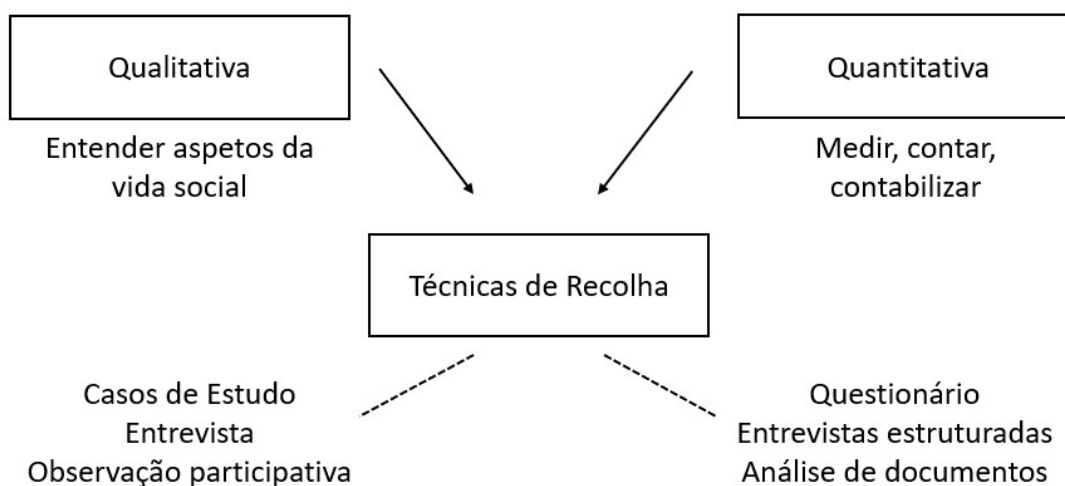 Qualitativa
Quantitativa
Entender aspetos da
vida social
Medir, contar,
contabilizar
Técnicas de Recolha
Casos de Estudo
Entrevista
Observação participativa
Questionário
Entrevistas estruturadas
Análise de documentos